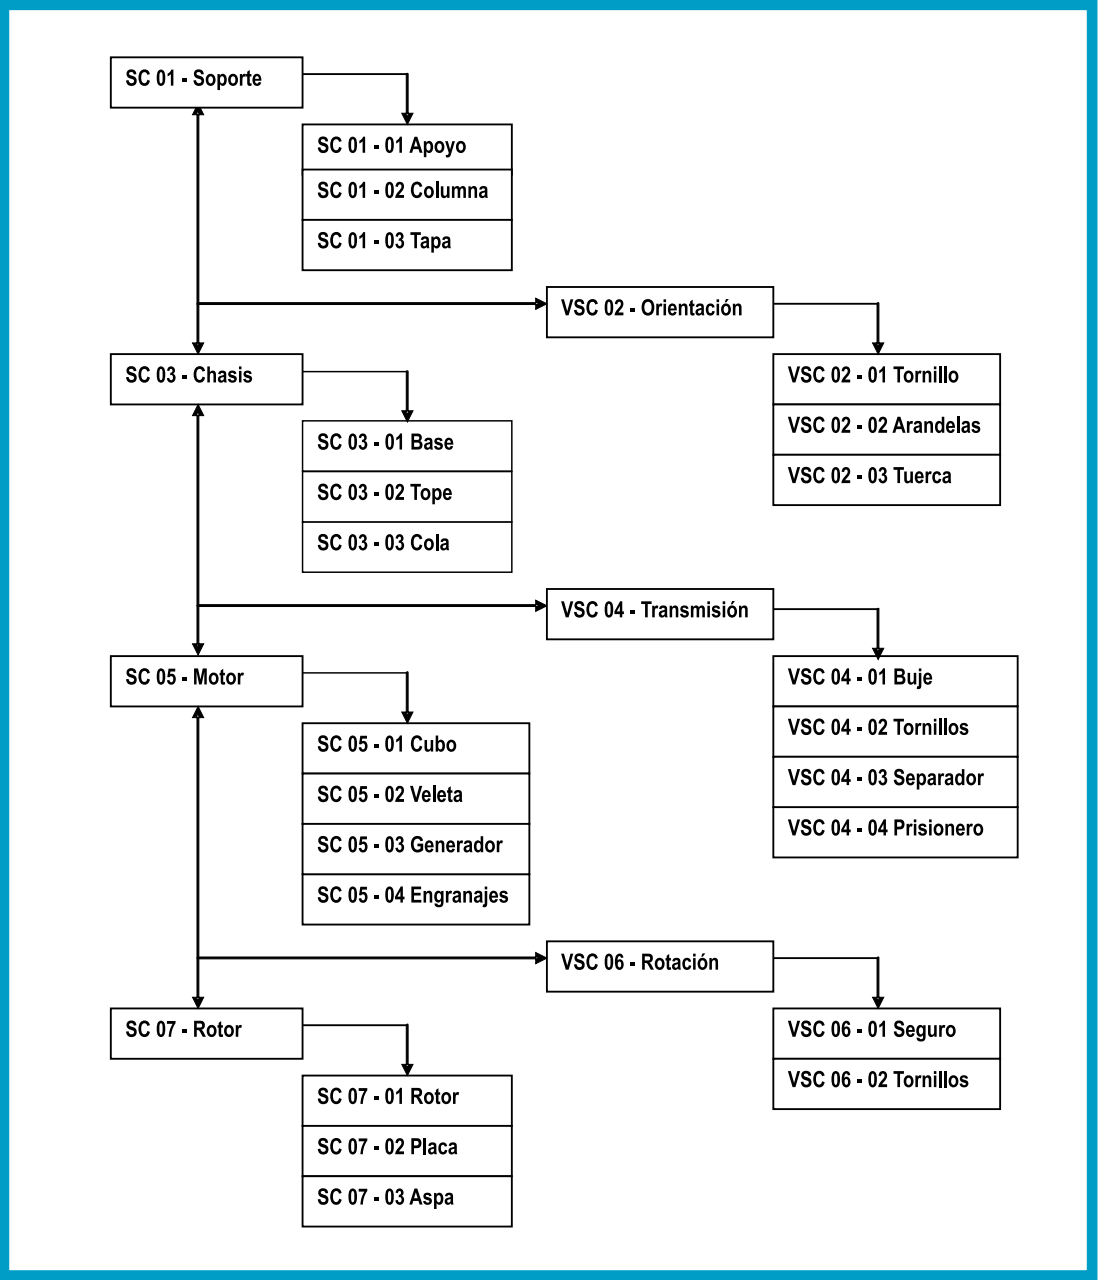 SC 01 - Soporte
SC 01 - 01 Apoyo
SC 01 - 02 Columna
SC 01 - 03 Tapa
VSC 02 - Orientación
VSC 02 - 01 Tornillo
VSC 02 - 02 Arandelas
VSC 02 - 03 Tuerca
SC 03 - Chasis
SC 03 - 01 Base
SC 03 - 02 Tope
SC 03 - 03 Cola
VSC 04 - Transmisión
VSC 04 - 01 Buje
VSC 04 - 02 Tornillos
VSC 04 - 03 Separador
VSC 04 - 04 Prisionero
SC 05 - Motor
SC 05 - 01 Cubo
SC 05 - 02 Veleta
SC 05 - 03 Generador
SC 05 - 04 Engranajes
VSC 06 - Rotación
VSC 06 - 01 Seguro
VSC 06 - 02 Tornillos
SC 07 - Rotor
SC 07 - 01 Rotor
SC 07 - 02 Placa
SC 07 - 03 Aspa